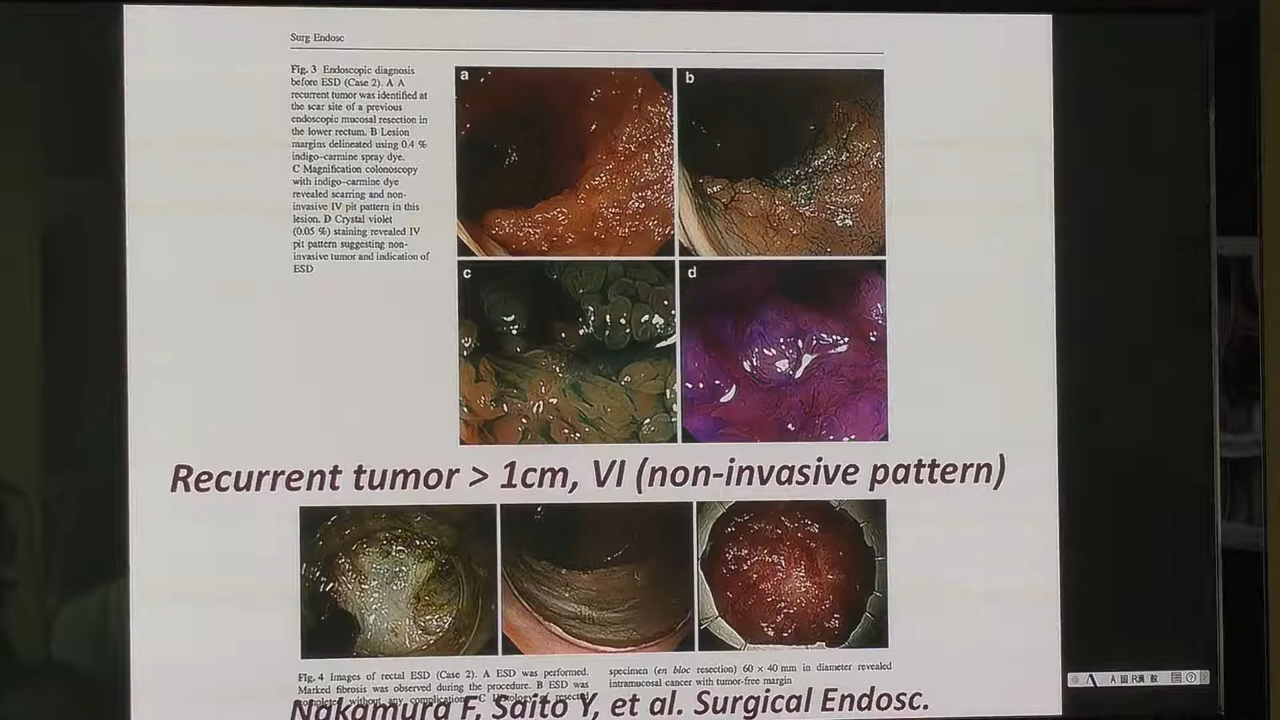 Surg Endosc
Fig. 3 Endoscopic diagnosis
before ESD (Case 2). A A
recurrent tumor was identified at
the scar site of a previous
endoscopic mucosal resection in
the lower rectum. B Lesion
margins delineated using 0.4 %
indigo-carmine spray dye.
C Magnification colonoscopy
with indigo-carmine dye
revealed scarring and non-
invasive IV pit pattern in this
lesion. D Crystal violet
(0.05 %) staining revealed IV
pit pattern suggesting non-
invasive tumor and indication of
ESD
a
b
c
d
Recurrent tumor > 1cm, VI (non-invasive pattern)
Fig. 4 Images of rectal ESD (Case 2). A ESD was performed.
Marked fibrosis was observed during the procedure. B ESD was
without any
specimen (en bloc resection) 60 × 40 mm in diameter revealed
intramucosal cancer with tumor-free margin
Nakamura F, Saito Y, et al. Surgical Endosc.